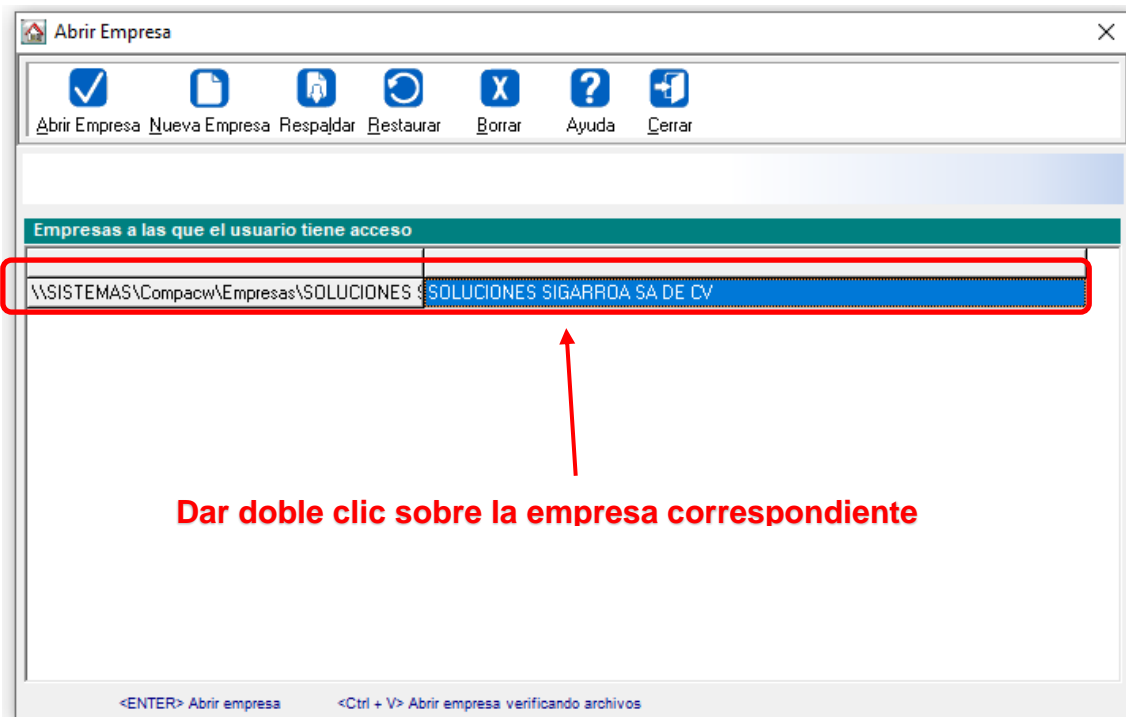 Abrir Empresa
Abrir Empresa Nueva Empresa Respaldar Restaurar Borrar Ayuda Cerrar
Empresas a las que el usuario tiene acceso
\\SISTEMAS\Compacw\Empresas\SOLUCIONES SOLUCIONES SIGARROA SA DE CV
Dar doble clic sobre la empresa correspondiente
<ENTER> Abrir empresa <Ctrl + V> Abrir empresa verificando archivos